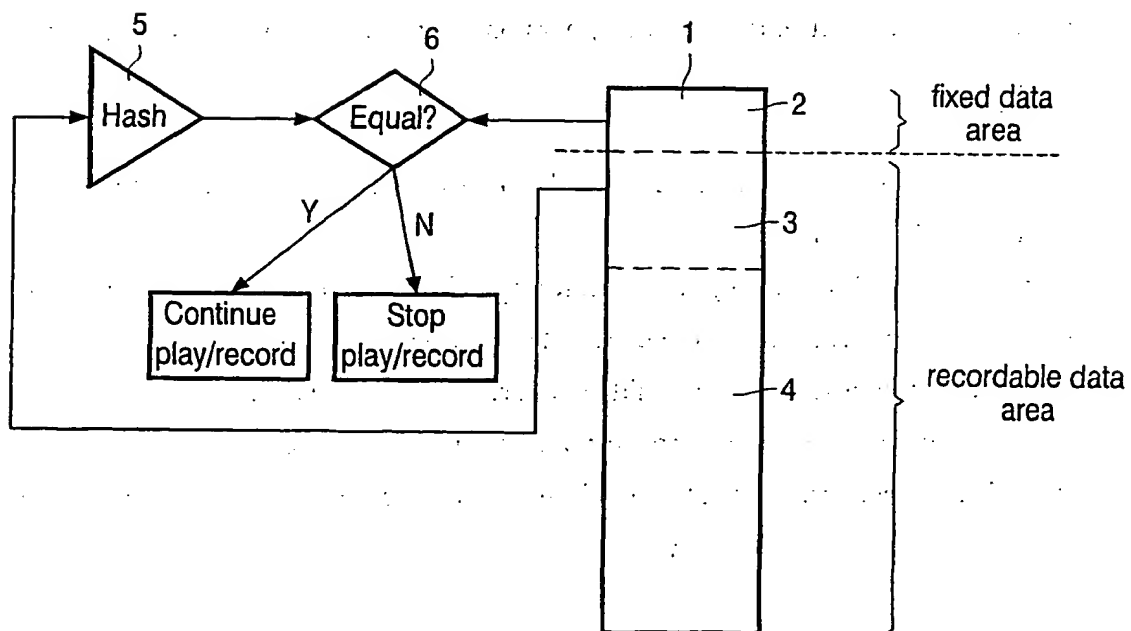 5
6
1
Hash
Equal?
2
fixed data
area
Y
N
3
Continue
play/record
Stop
play/record
4
recordable data
area